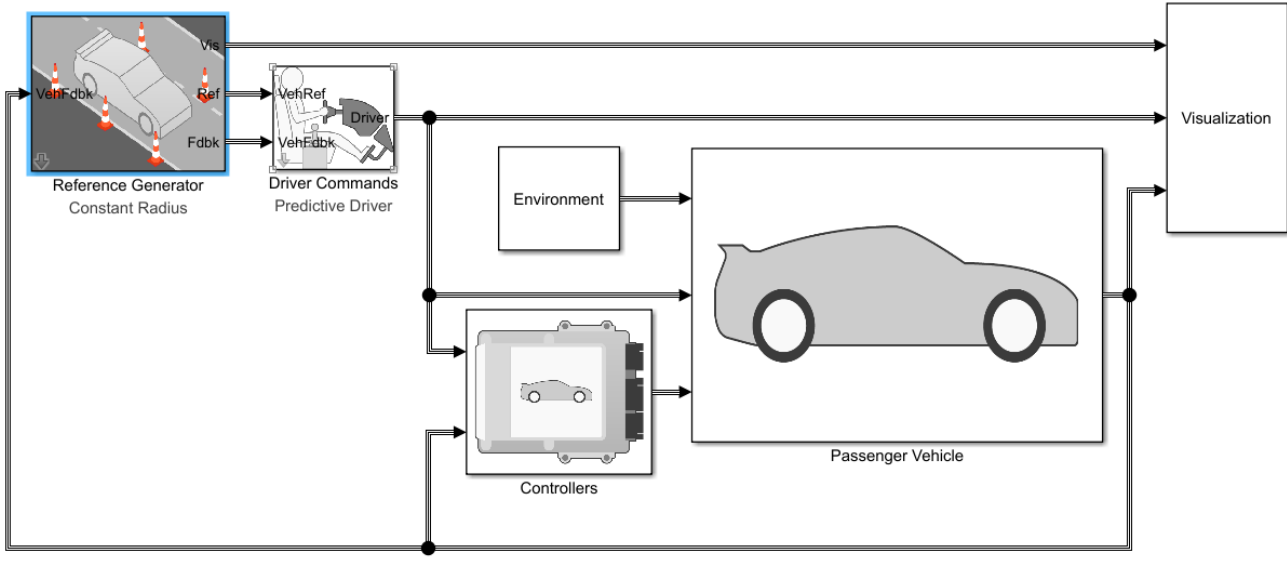 Vis
VehFdbk
Ref
Fdbk
Reference Generator
Constant Radius
VehRef
Driver
VehFdbk
Driver Commands
Predictive Driver
Environment
Visualization
Controllers
Passenger Vehicle